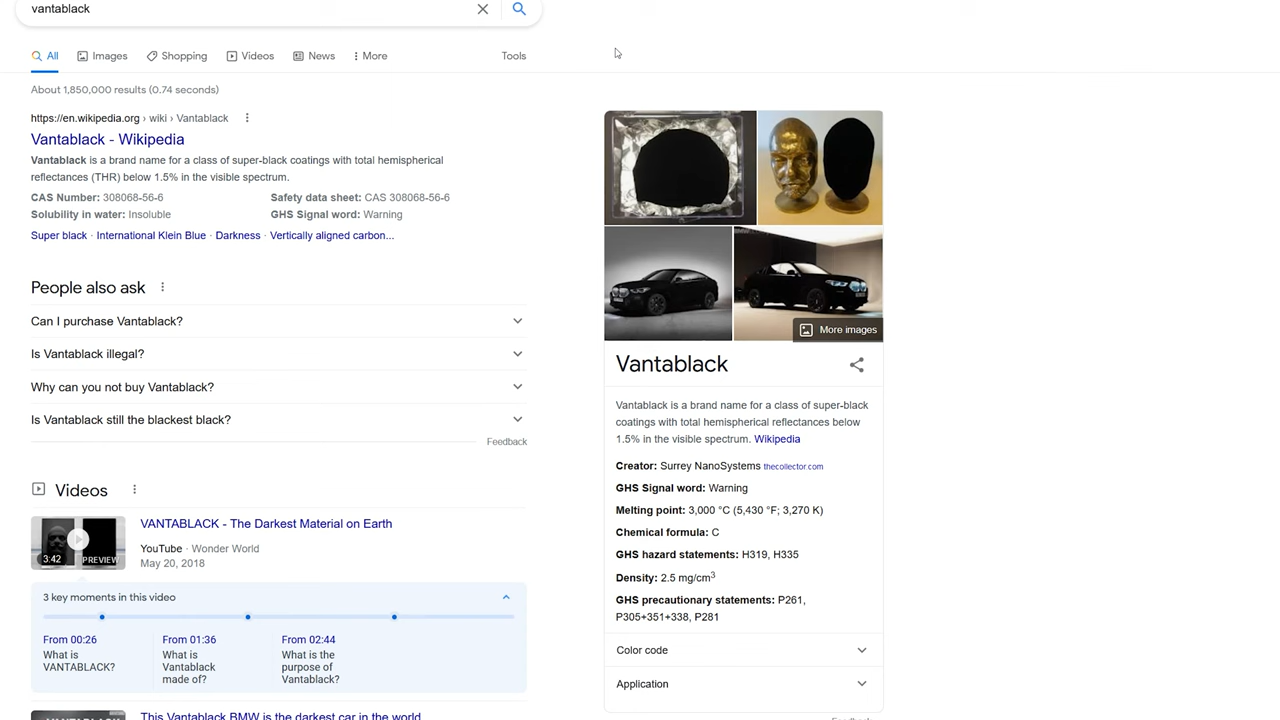 vantablack
All Images Shopping Videos News More Tools
About 1,850,000 results (0.74 seconds)
https://en.wikipedia.org › wiki › Vantablack
Vantablack - Wikipedia
Vantablack is a brand name for a class of super-black coatings with total hemispherical
reflectances (THR) below 1.5% in the visible spectrum.
CAS Number: 308068-56-6 Safety data sheet: CAS 308068-56-6
Solubility in water: Insoluble GHS Signal word: Warning
Super black · International Klein Blue · Darkness · Vertically aligned carbon...
People also ask
Can I purchase Vantablack?
Is Vantablack illegal?
Why can you not buy Vantablack?
Is Vantablack still the blackest black?
Feedback
Videos
VANTABLACK - The Darkest Material on Earth
3:42 PREVIEW
YouTube · Wonder World
May 20, 2018
3 key moments in this video
From 00:26
What is
VANTABLACK?
From 01:36
What is
Vantablack
made of?
From 02:44
What is the
purpose of
Vantablack?
This Vantablack BMW is the darkest car in the world
More images
Vantablack
Vantablack is a brand name for a class of super-black
coatings with total hemispherical reflectances below
1.5% in the visible spectrum. Wikipedia
Creator: Surrey NanoSystems thecollector.com
GHS Signal word: Warning
Melting point: 3,000 °C (5,430 °F; 3,270 K)
Chemical formula: C
GHS hazard statements: H319, H335
Density: 2.5 mg/cm3
GHS precautionary statements: P261,
P305+351+338, P281
Color code
Application